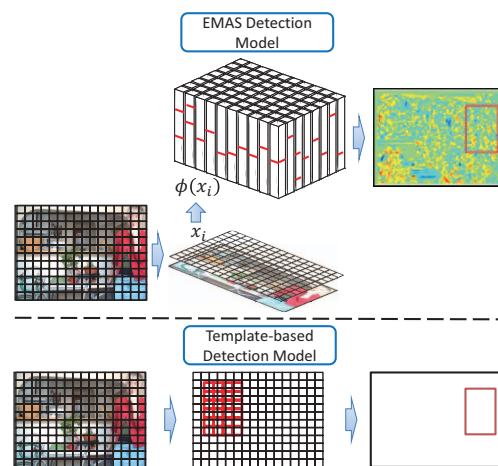 EMAS Detection
Model
ϕ(x_i)
x_i
Template-based
Detection Model